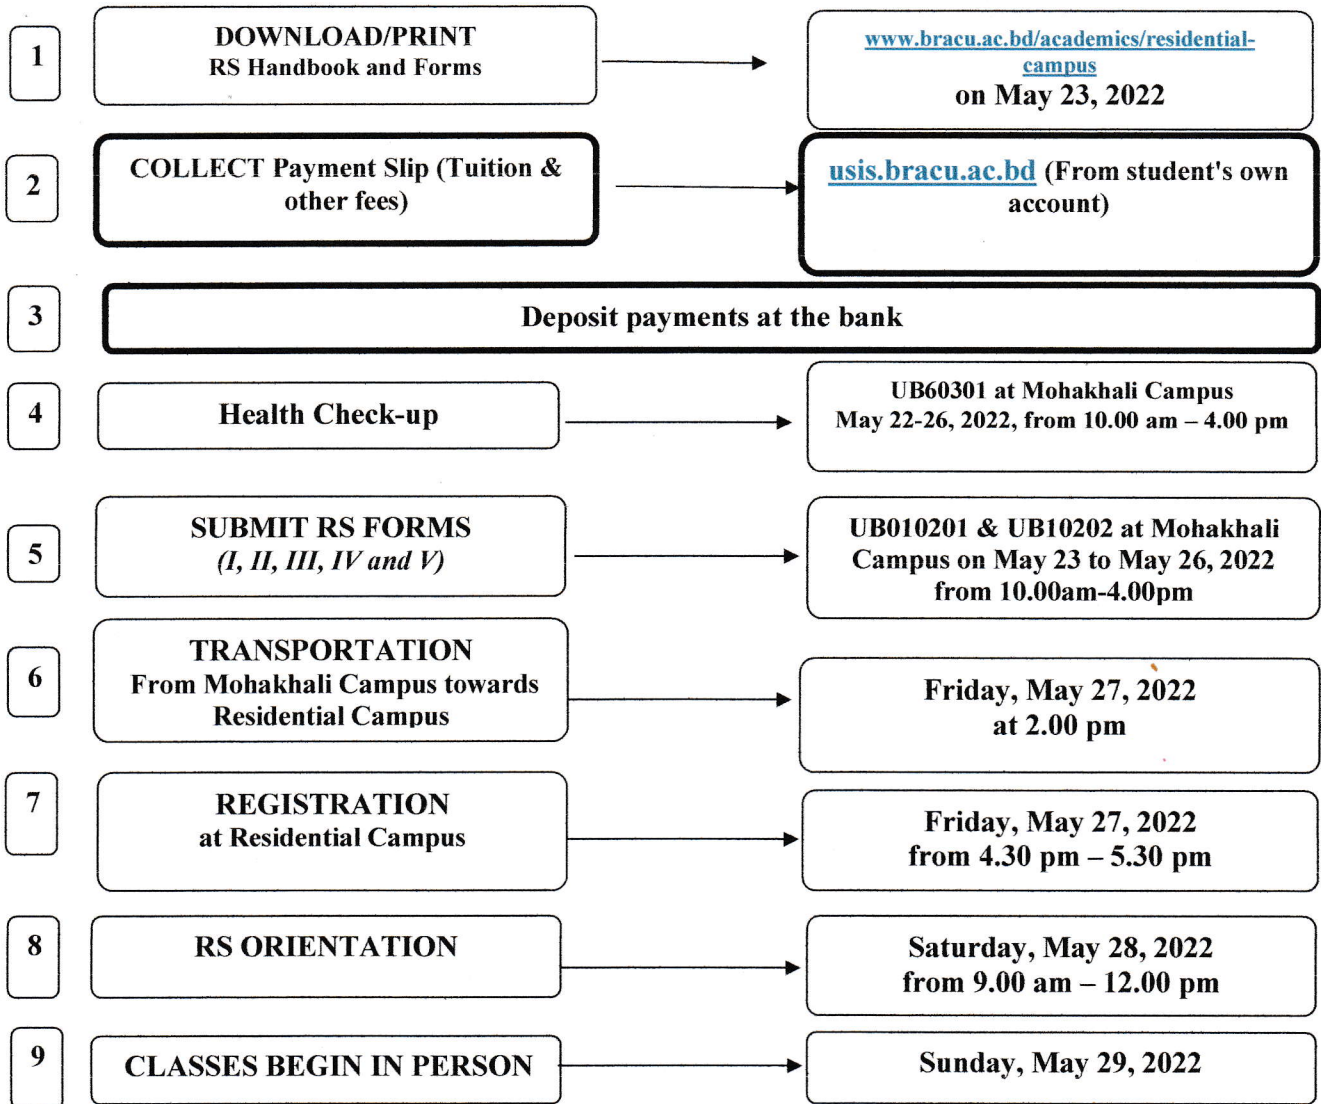 1
DOWNLOAD/PRINT
RS Handbook and Forms
www.bracu.ac.bd/academics/residential-
campus
on May 23, 2022
2
COLLECT Payment Slip (Tuition &
other fees)
usis.bracu.ac.bd (From student's own
account)
3
Deposit payments at the bank
4
Health Check-up
UB60301 at Mohakhali Campus
May 22-26, 2022, from 10.00 am – 4.00 pm
5
SUBMIT RS FORMS
(I, II, III, IV and V)
UB010201 & UB10202 at Mohakhali
Campus on May 23 to May 26, 2022
from 10.00am-4.00pm
6
TRANSPORTATION
From Mohakhali Campus towards
Residential Campus
Friday, May 27, 2022
at 2.00 pm
7
REGISTRATION
at Residential Campus
Friday, May 27, 2022
from 4.30 pm – 5.30 pm
8
RS ORIENTATION
Saturday, May 28, 2022
from 9.00 am – 12.00 pm
9
CLASSES BEGIN IN PERSON
Sunday, May 29, 2022